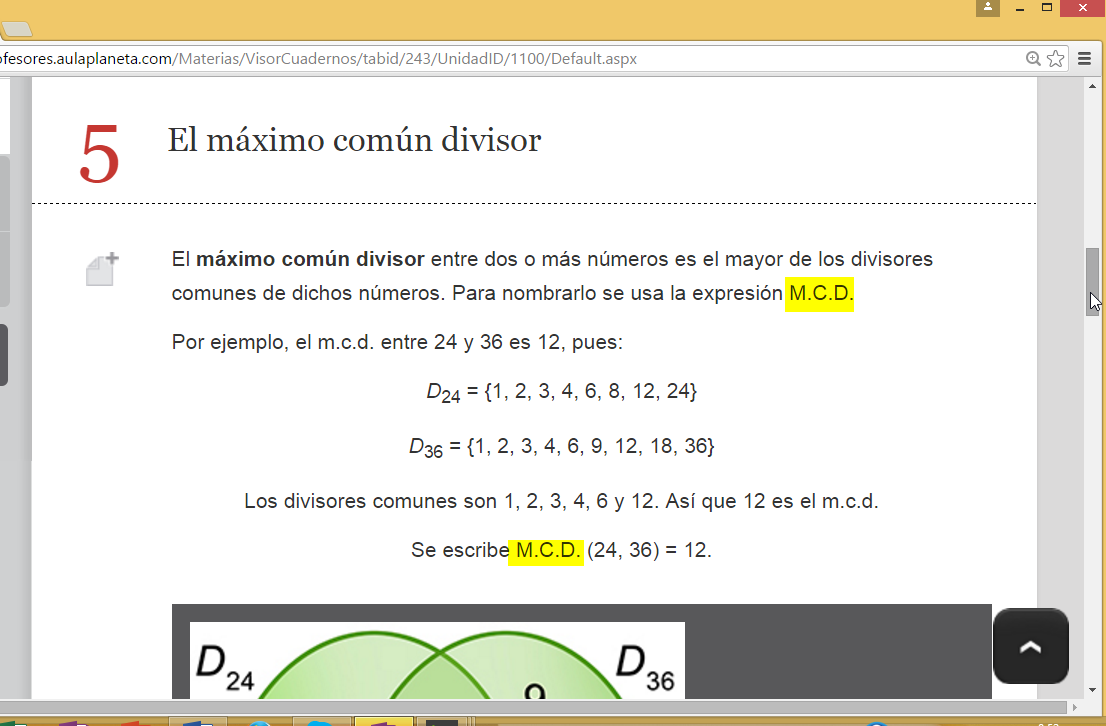 ofesores.aulaplaneta.com/Materias/VisorCuadernos/tabid/243/UnidadID/1100/Default.aspx
5 El máximo común divisor
El máximo común divisor entre dos o más números es el mayor de los divisores
comunes de dichos números. Para nombrarlo se usa la expresión M.C.D.
Por ejemplo, el m.c.d. entre 24 y 36 es 12, pues:
D24 = {1, 2, 3, 4, 6, 8, 12, 24}
D36 = {1, 2, 3, 4, 6, 9, 12, 18, 36}
Los divisores comunes son 1, 2, 3, 4, 6 y 12. Así que 12 es el m.c.d.
Se escribe M.C.D. (24, 36) = 12.
D24 D36
9